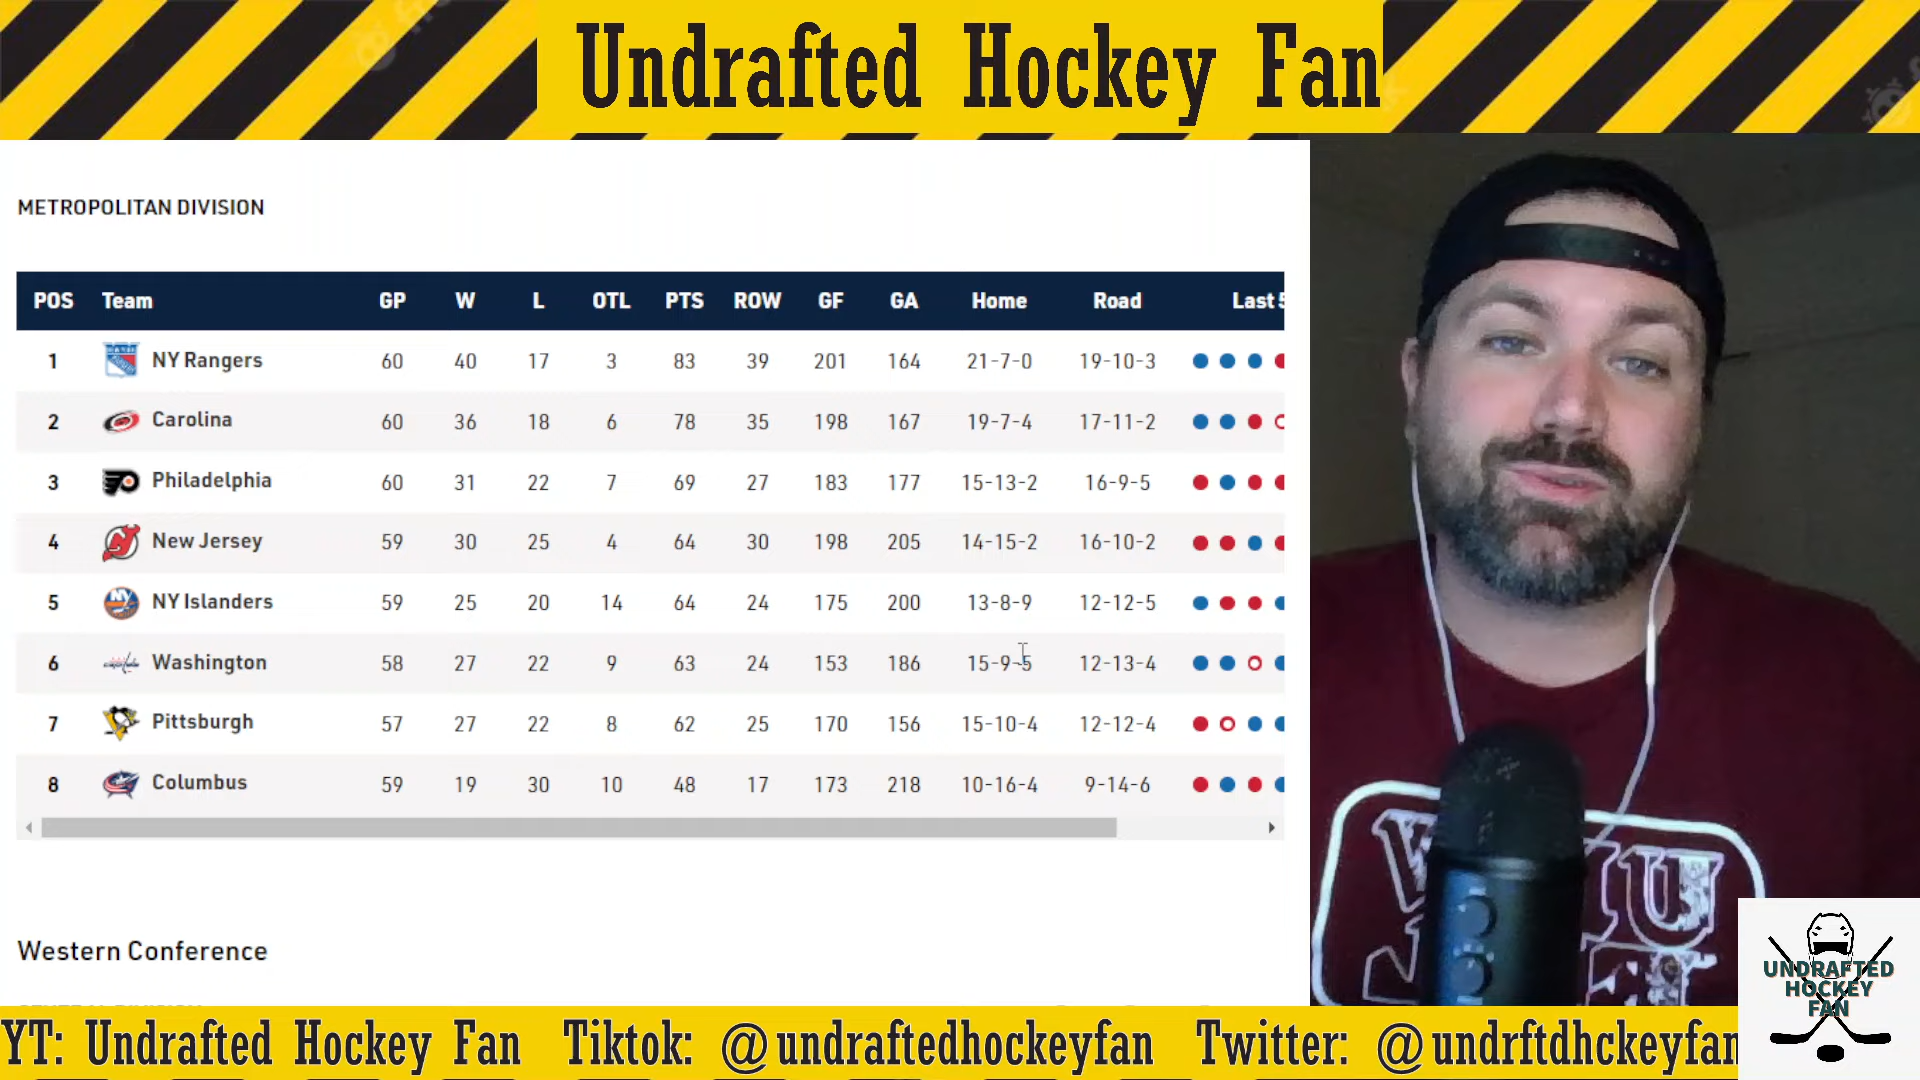 Undrafted Hockey Fan
METROPOLITAN DIVISION
POS Team GP W L OTL PTS ROW GF GA Home Road Last 5
1 NY Rangers 60 40 17 3 83 39 201 164 21-7-0 19-10-3
2 Carolina 60 36 18 6 78 35 198 167 19-7-4 17-11-2
3 Philadelphia 60 31 22 7 69 27 183 177 15-13-2 16-9-5
4 New Jersey 59 30 25 4 64 30 198 205 14-15-2 16-10-2
5 NY Islanders 59 25 20 14 64 24 175 200 13-8-9 12-12-5
6 Washington 58 27 22 9 63 24 153 186 15-9-5 12-13-4
7 Pittsburgh 57 27 22 8 62 25 170 156 15-10-4 12-12-4
8 Columbus 59 19 30 10 48 17 173 218 10-16-4 9-14-6
Western Conference
YT: Undrafted Hockey Fan Tiktok: @undraftedhockeyfan Twitter: @undrftdhckeyfan
UNDRAFTED
HOCKEY
FAN